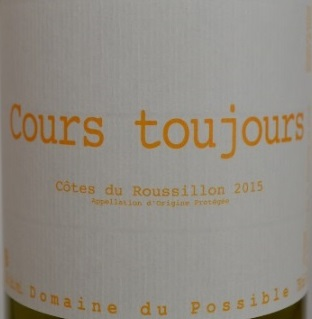 Cours toujours
Côtes du Roussillon 2015
Appellation d'Origine Protégée
Domaine du Possible